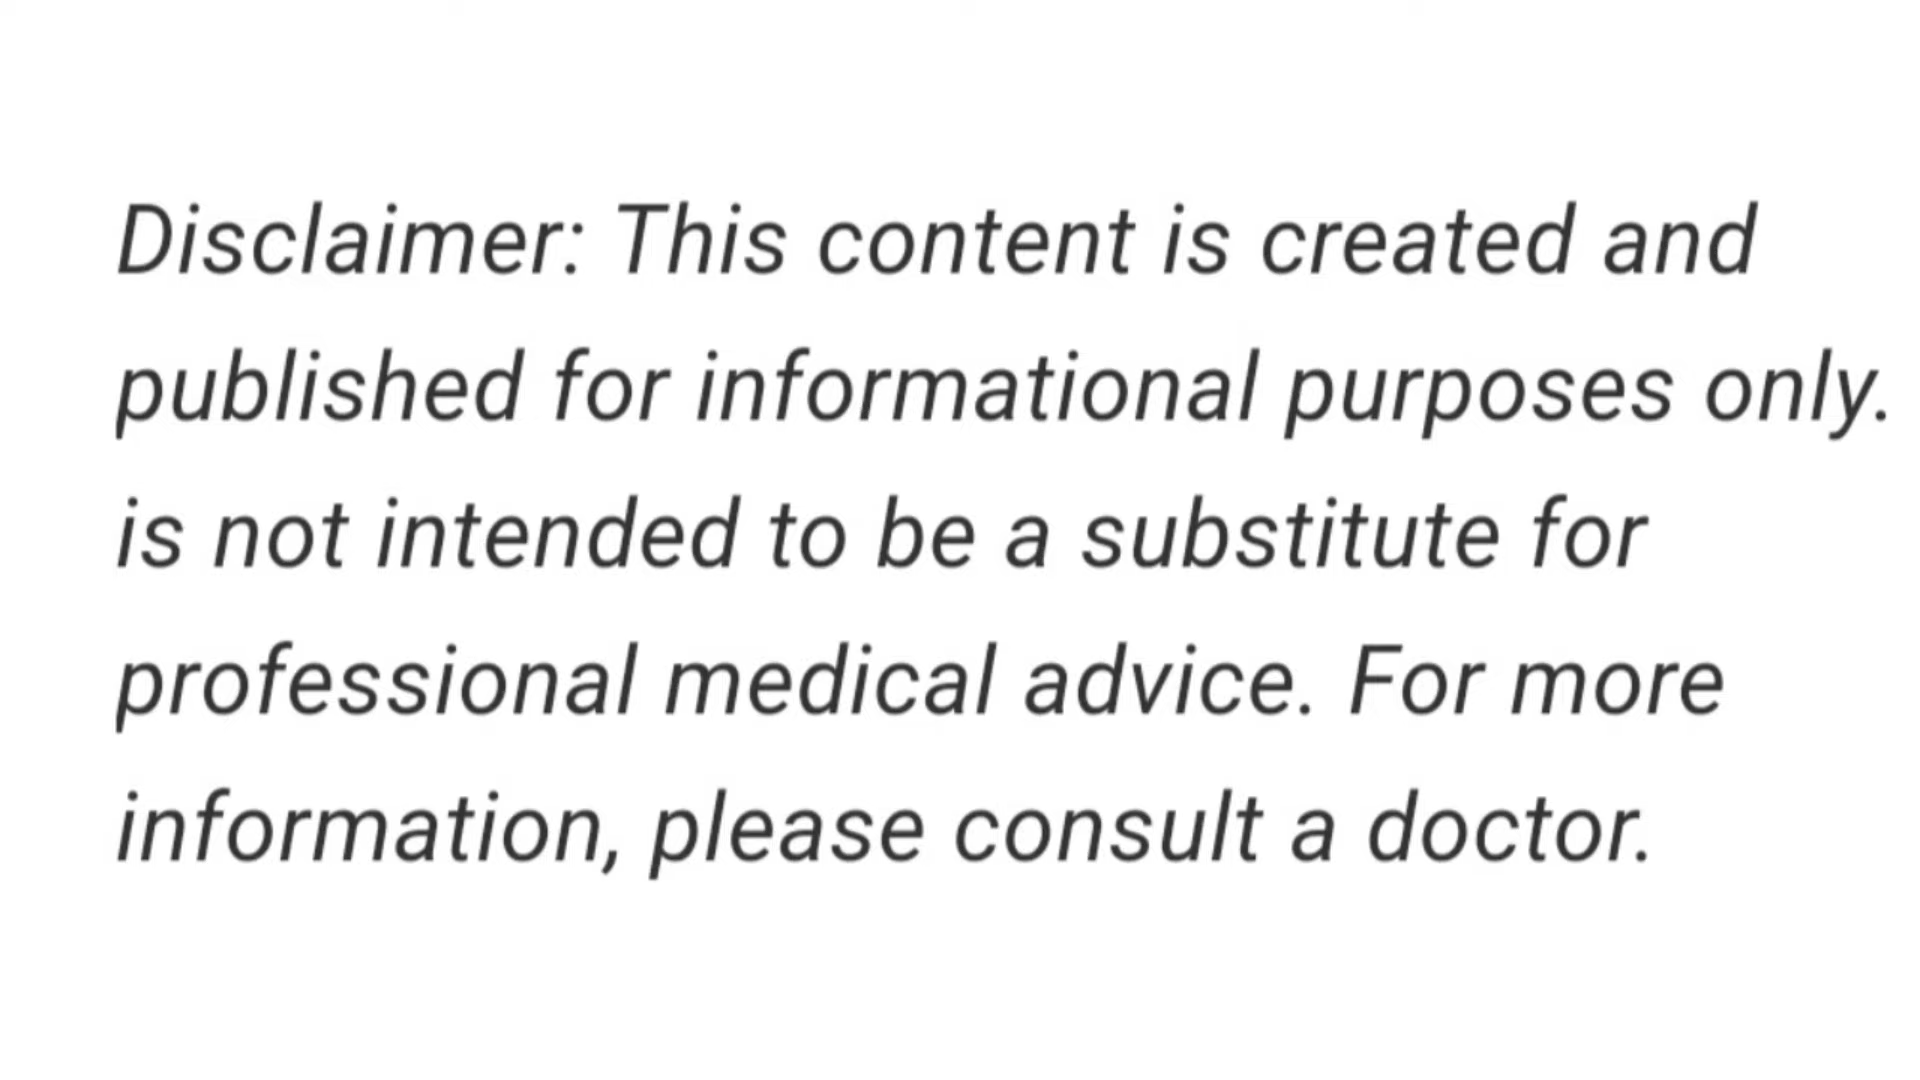 Disclaimer: This content is created and
published for informational purposes only.
is not intended to be a substitute for
professional medical advice. For more
information, please consult a doctor.